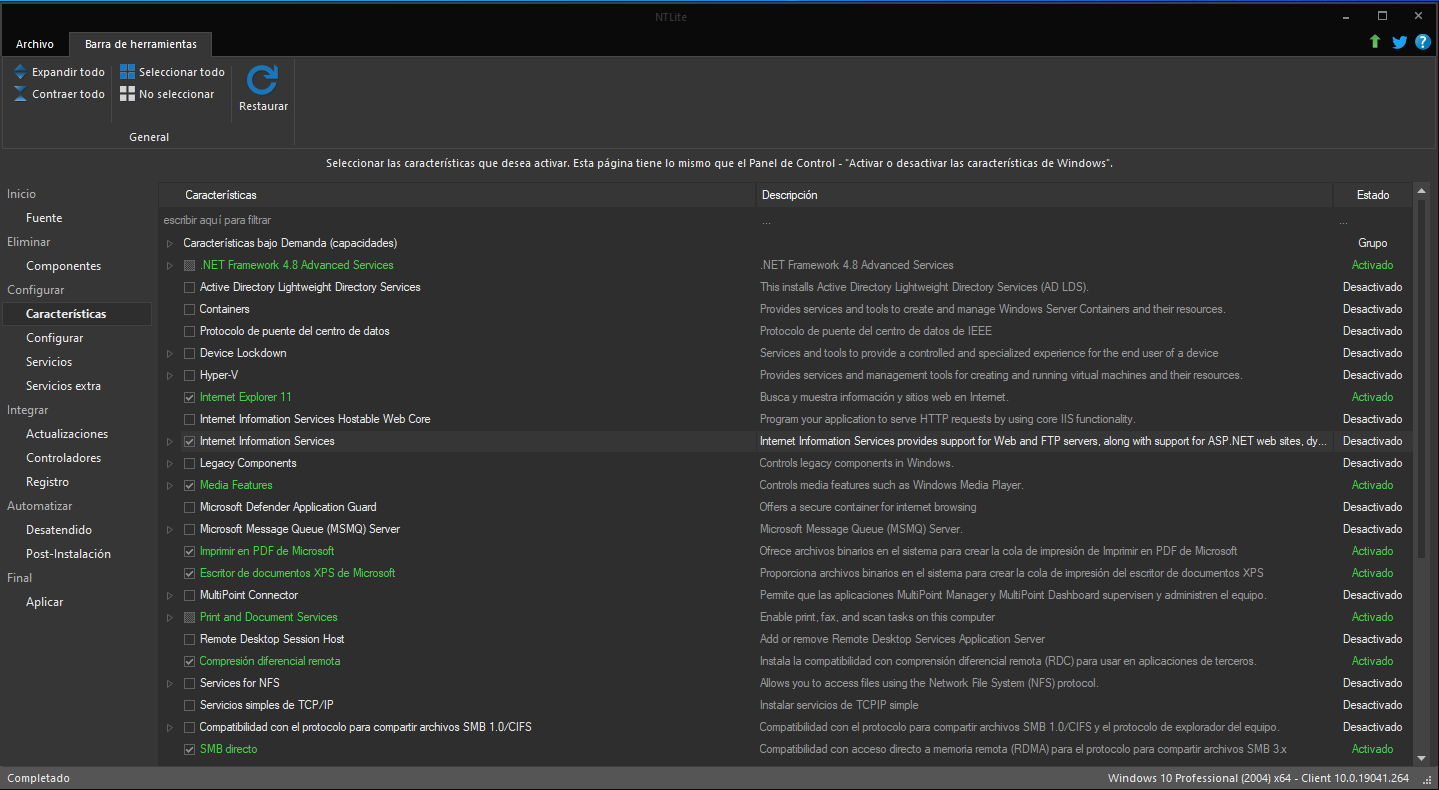 NTLite
Archivo
Barra de herramientas
Expandir todo
Seleccionar todo
Contraer todo
No seleccionar
Restaurar
General
Seleccionar las características que desea activar. Esta página tiene lo mismo que el Panel de Control - "Activar o desactivar las características de Windows".
Inicio
Fuente
Eliminar
Componentes
Configurar
Características
Configurar
Servicios
Servicios extra
Integrar
Actualizaciones
Controladores
Registro
Automatizar
Desatendido
Post-Instalación
Final
Aplicar
Características Descripción Estado
escribir aquí para filtrar ... ...
Características bajo Demanda (capacidades) Grupo
.NET Framework 4.8 Advanced Services .NET Framework 4.8 Advanced Services Activado
Active Directory Lightweight Directory Services This installs Active Directory Lightweight Directory Services (AD LDS). Desactivado
Containers Provides services and tools to create and manage Windows Server Containers and their resources. Desactivado
Protocolo de puente del centro de datos Protocolo de puente del centro de datos de IEEE Desactivado
Device Lockdown Services and tools to provide a controlled and specialized experience for the end user of a device Desactivado
Hyper-V Provides services and management tools for creating and running virtual machines and their resources. Desactivado
Internet Explorer 11 Busca y muestra información y sitios web en Internet. Activado
Internet Information Services Hostable Web Core Program your application to serve HTTP requests by using core IIS functionality. Desactivado
Internet Information Services Internet Information Services provides support for Web and FTP servers, along with support for ASP.NET web sites, dy... Desactivado
Legacy Components Controls legacy components in Windows. Desactivado
Media Features Controls media features such as Windows Media Player. Activado
Microsoft Defender Application Guard Offers a secure container for internet browsing Desactivado
Microsoft Message Queue (MSMQ) Server Microsoft Message Queue (MSMQ) Server. Desactivado
Imprimir en PDF de Microsoft Ofrece archivos binarios en el sistema para crear la cola de impresión de Imprimir en PDF de Microsoft Activado
Escritor de documentos XPS de Microsoft Proporciona archivos binarios en el sistema para crear la cola de impresión del escritor de documentos XPS Activado
MultiPoint Connector Permite que las aplicaciones MultiPoint Manager y MultiPoint Dashboard supervisen y administren el equipo. Desactivado
Print and Document Services Enable print, fax, and scan tasks on this computer Activado
Remote Desktop Session Host Add or remove Remote Desktop Services Application Server Desactivado
Compresión diferencial remota Instala la compatibilidad con comprensión diferencial remota (RDC) para usar en aplicaciones de terceros. Activado
Services for NFS Allows you to access files using the Network File System (NFS) protocol. Desactivado
Servicios simples de TCP/IP Instalar servicios de TCPIP simple Desactivado
Compatibilidad con el protocolo para compartir archivos SMB 1.0/CIFS Compatibilidad con el protocolo para compartir archivos SMB 1.0/CIFS y el protocolo de explorador del equipo. Desactivado
SMB directo Compatibilidad con acceso directo a memoria remota (RDMA) para el protocolo para compartir archivos SMB 3.x Activado
Completado
Windows 10 Professional (2004) x64 - Client 10.0.19041.264